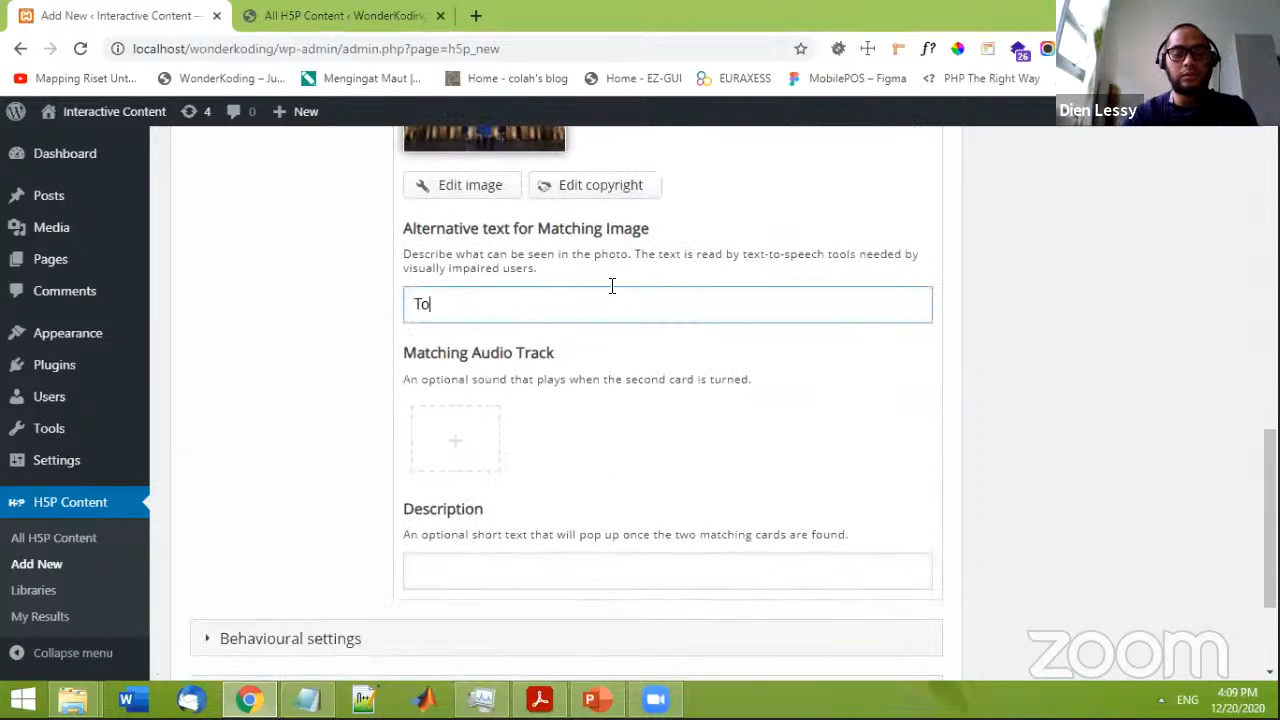 Add New ‹ Interactive Content —
All H5P Content ‹ WonderKoding
localhost/wonderkoding/wp-admin/admin.php?page=h5p_new
f?
26
Mapping Riset Unt...
WonderKoding – Ju...
Mengingat Maut |...
Home - colah's blog
Home - EZ-GUI
EURAXESS
MobilePOS – Figma
<?
PHP The Right Way
Dien Lessy
Interactive Content
4
0
New
Dashboard
Posts
Media
Pages
Comments
Appearance
Plugins
Users
Tools
Settings
H5P
H5P Content
All H5P Content
Add New
Libraries
My Results
Collapse menu
Edit image
Edit copyright
Alternative text for Matching Image
Describe what can be seen in the photo. The text is read by text-to-speech tools needed by
visually impaired users.
To
Matching Audio Track
An optional sound that plays when the second card is turned.
+
Description
An optional short text that will pop up once the two matching cards are found.
Behavioural settings
zoom
ENG
4:09 PM
12/20/2020